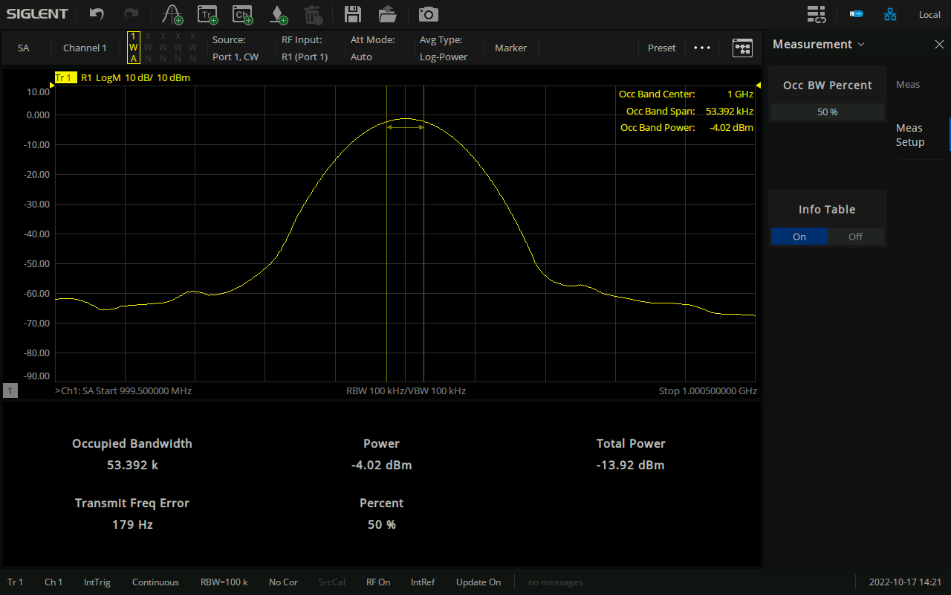 SIGLENT
Local
SA
Channel 1
1 X X X X
W W W W W
A N N N N
Source:
Port 1, CW
RF Input:
R1 (Port 1)
Att Mode:
Auto
Avg Type:
Log-Power
Marker
Preset
Measurement
Tr 1 R1 LogM 10 dB/ 10 dBm
10.00
0.000
-10.00
-20.00
-30.00
-40.00
-50.00
-60.00
-70.00
-80.00
-90.00
Occ Band Center: 1 GHz
Occ Band Span: 53.392 kHz
Occ Band Power: -4.02 dBm
1
>Ch1: SA Start 999.500000 MHz
RBW 100 kHz/VBW 100 kHz
Stop 1.000500000 GHz
Occ BW Percent
50 %
Meas
Meas
Setup
Info Table
On
Off
Occupied Bandwidth
53.392 k
Power
-4.02 dBm
Total Power
-13.92 dBm
Transmit Freq Error
179 Hz
Percent
50 %
Tr 1
Ch 1
IntTrig
Continuous
RBW=100 k
No Cor
SrcCal
RF On
IntRef
Update On
no messages
2022-10-17 14:21